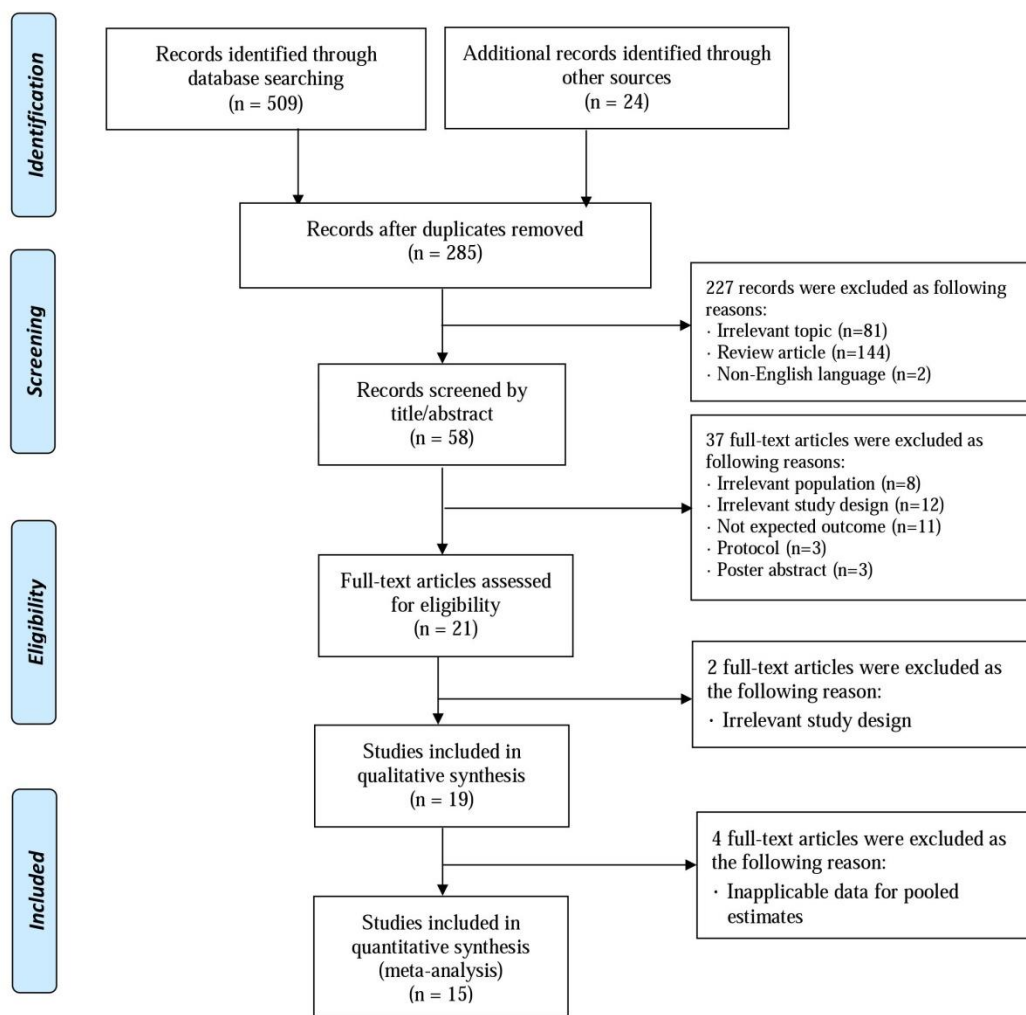 Identification
Records identified through
database searching
(n = 509)
Additional records identified through
other sources
(n = 24)
Records after duplicates removed
(n = 285)
Screening
227 records were excluded as following
reasons:
· Irrelevant topic (n=81)
· Review article (n=144)
· Non-English language (n=2)
Records screened by
title/abstract
(n = 58)
37 full-text articles were excluded as
following reasons:
· Irrelevant population (n=8)
· Irrelevant study design (n=12)
· Not expected outcome (n=11)
· Protocol (n=3)
· Poster abstract (n=3)
Eligibility
Full-text articles assessed
for eligibility
(n = 21)
2 full-text articles were excluded as
the following reason:
· Irrelevant study design
Studies included in
qualitative synthesis
(n = 19)
Included
4 full-text articles were excluded as
the following reason:
· Inapplicable data for pooled
estimates
Studies included in
quantitative synthesis
(meta-analysis)
(n = 15)